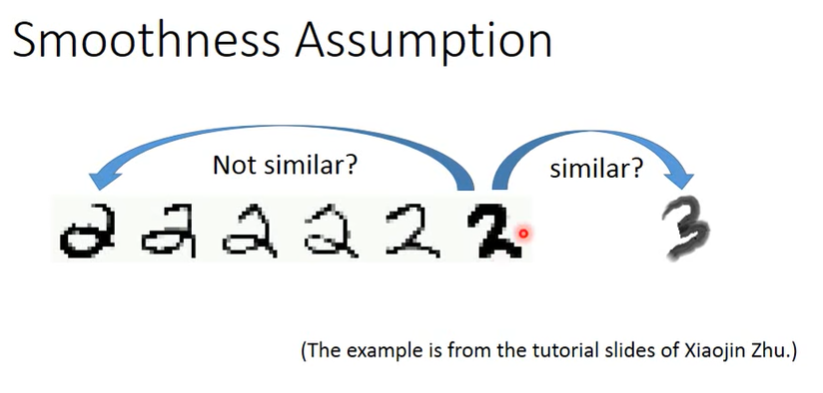 Smoothness Assumption
Not similar?
similar?
2 2 2 2 2 2 3
(The example is from the tutorial slides of Xiaojin Zhu.)